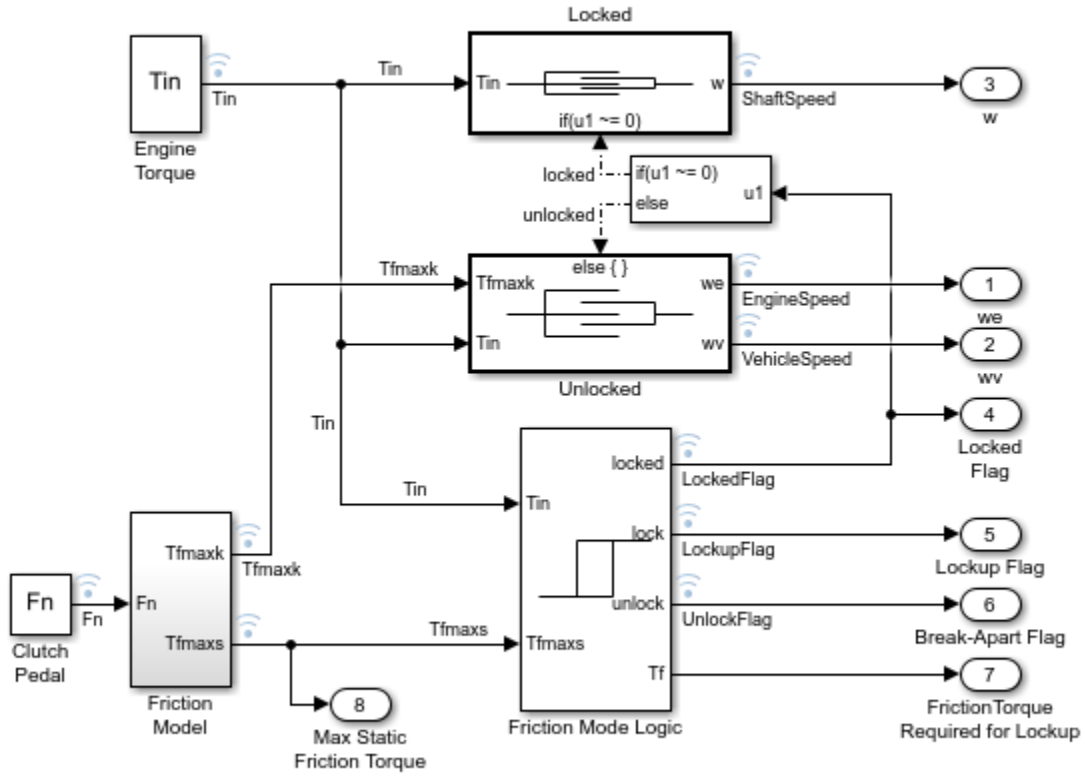 Locked
Tin
Tin
Tin
Engine
Torque
Tin
w
if(u1 ~= 0)
ShaftSpeed
3
w
locked
unlocked
if(u1 ~= 0)
else
u1
Tfmaxk
else { }
Tfmaxk
Tin
we
wv
EngineSpeed
VehicleSpeed
Unlocked
1
we
2
wv
4
Locked
Flag
Tin
Tin
Tin
Tfmaxs
locked
lock
unlock
Tf
LockedFlag
LockupFlag
UnlockFlag
Friction Mode Logic
5
Lockup Flag
6
Break-Apart Flag
7
FrictionTorque
Required for Lockup
Fn
Fn
Clutch
Pedal
Fn
Tfmaxk
Tfmaxs
Tfmaxk
Tfmaxs
Friction
Model
8
Max Static
Friction Torque